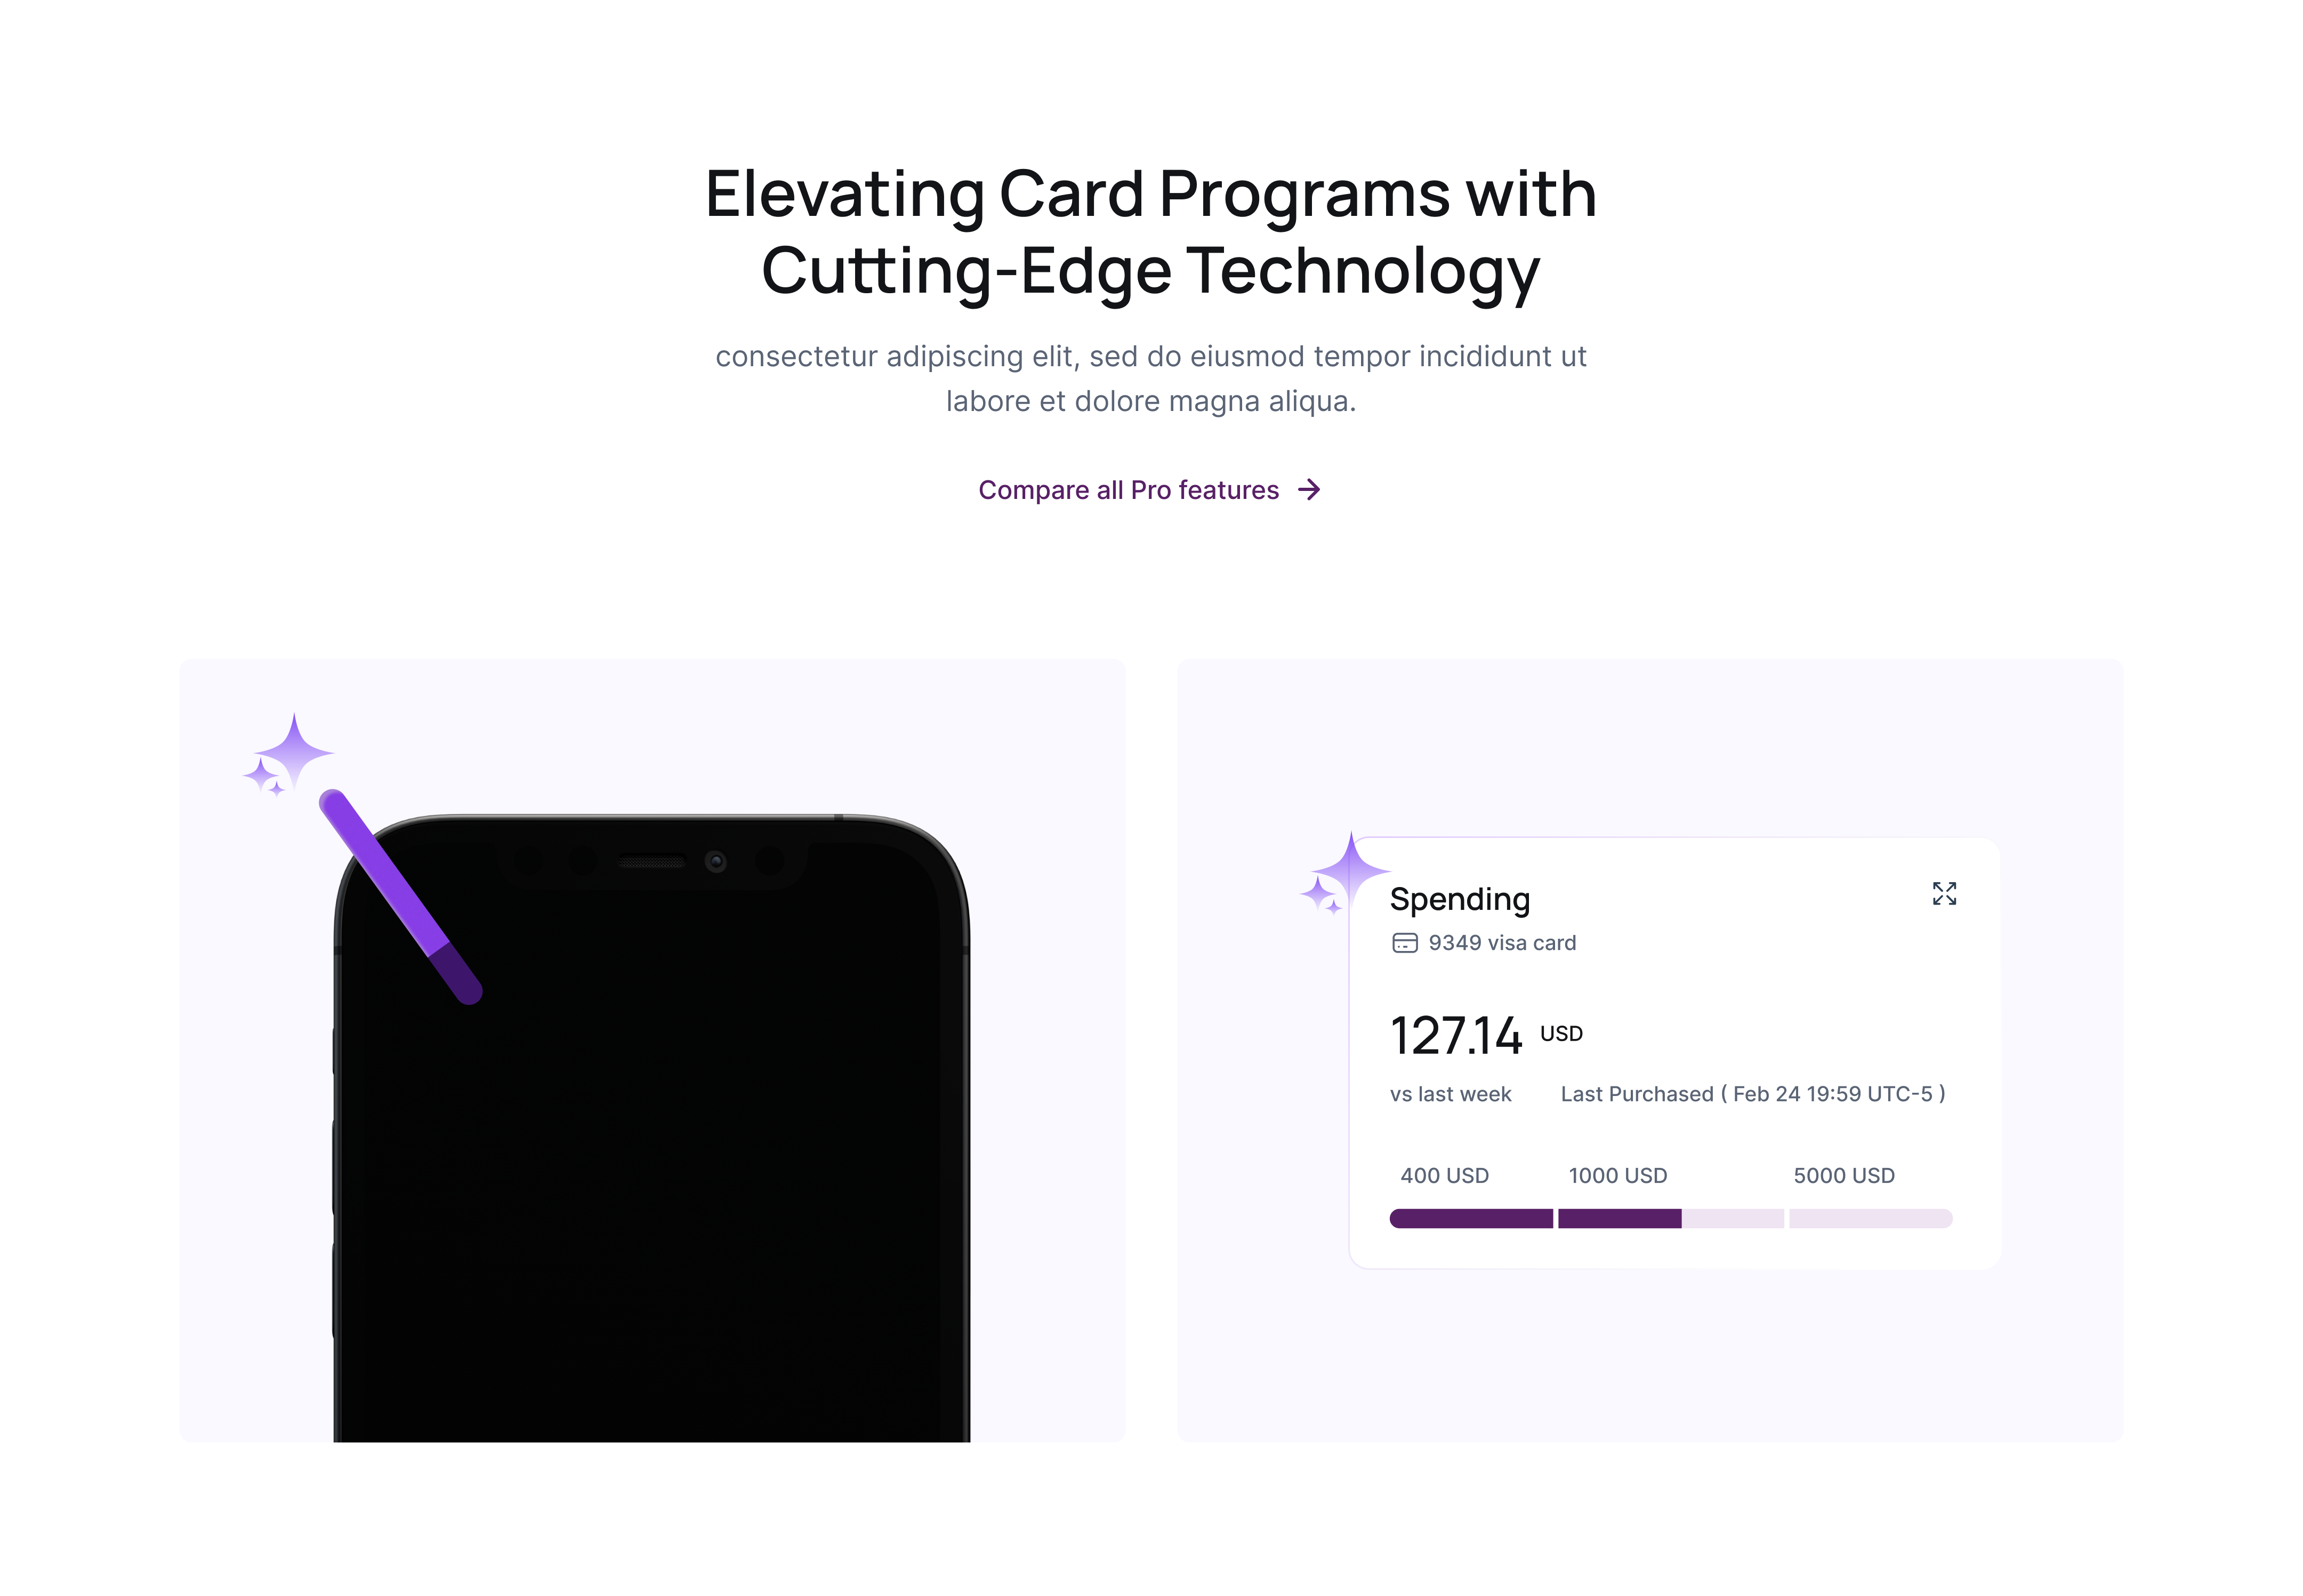 Elevating Card Programs with
Cutting-Edge Technology
consectetur adipiscing elit, sed do eiusmod tempor incididunt ut
labore et dolore magna aliqua.
Compare all Pro features
Spending
9349 visa card
127.14 USD
vs last week Last Purchased ( Feb 24 19:59 UTC-5 )
400 USD 1000 USD 5000 USD